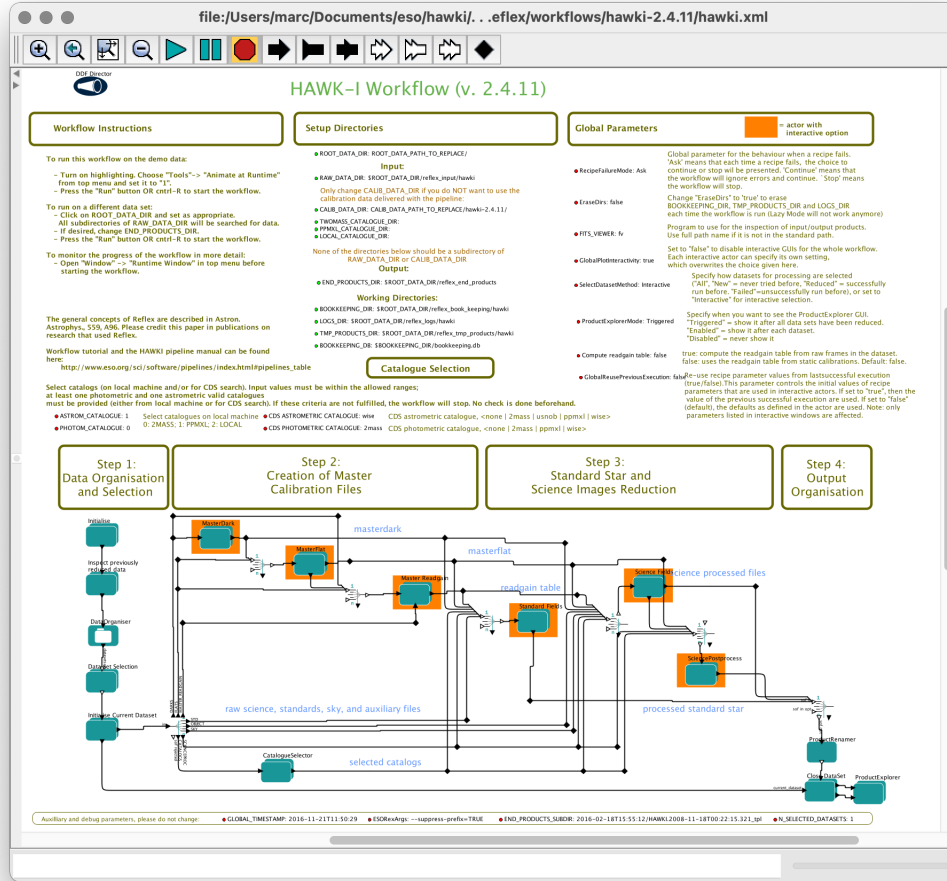 file:/Users/marc/Documents/eso/hawki/. . .eflex/workflows/hawki-2.4.11/hawki.xml
DDF Director
HAWK-I Workflow (v. 2.4.11)
Workflow Instructions
Setup Directories
Global Parameters
= actor with
interactive option
To run this workflow on the demo data:
- Turn on highlighting. Choose "Tools"-> "Animate at Runtime"
from top menu and set it to "1".
- Press the "Run" button OR cntrl-R to start the workflow.
To run on a different data set:
- Click on ROOT_DATA_DIR and set as appropriate.
All subdirectories of RAW_DATA_DIR will be searched for data.
- If desired, change END_PRODUCTS_DIR.
- Press the "Run" button OR cntrl-R to start the workflow.
To monitor the progress of the workflow in more detail:
- Open "Window" -> "Runtime Window" in top menu before
starting the workflow.
The general concepts of Reflex are described in Astron.
Astrophys., 559, A96. Please credit this paper in publications on
research that used Reflex.
Workflow tutorial and the HAWKI pipeline manual can be found
here:
http://www.eso.org/sci/software/pipelines/index.html#pipelines_table
ROOT_DATA_DIR: ROOT_DATA_PATH_TO_REPLACE/
Input:
RAW_DATA_DIR: $ROOT_DATA_DIR/reflex_input/hawki
Only change CALIB_DATA_DIR if you do NOT want to use the
calibration data delivered with the pipeline:
CALIB_DATA_DIR: CALIB_DATA_PATH_TO_REPLACE/hawki-2.4.11/
TWOMASS_CATALOGUE_DIR:
PPMXL_CATALOGUE_DIR:
LOCAL_CATALOGUE_DIR:
None of the directories below should be a subdirectory of
RAW_DATA_DIR or CALIB_DATA_DIR
Output:
END_PRODUCTS_DIR: $ROOT_DATA_DIR/reflex_end_products
Working Directories:
BOOKKEEPING_DIR: $ROOT_DATA_DIR/reflex_book_keeping/hawki
LOGS_DIR: $ROOT_DATA_DIR/reflex_logs/hawki
TMP_PRODUCTS_DIR: $ROOT_DATA_DIR/reflex_tmp_products/hawki
BOOKKEEPING_DB: $BOOKKEEPING_DIR/bookkeeping.db
Catalogue Selection
RecipeFailureMode: Ask
Global parameter for the behaviour when a recipe fails.
'Ask' means that each time a recipe fails, the choice to
continue or stop wil be presented. 'Continue' means that the
workflow will ignore errors and continue. 'Stop' means
the workflow will stop.
EraseDirs: false
Change "EraseDirs" to 'true' to erase
BOOKKEEPING_DIR, TMP_PRODUCTS_DIR and LOGS_DIR
each time the workflow is run (Lazy Mode will not work anymore)
FITS_VIEWER: fv
Program to use for the inspection of input/output products.
Use full path name if it is not in the standard path.
GlobalPlotInteractivity: true
Set to "false" to disable interactive GUIs for the whole workflow.
Each interactive actor can specify its own setting,
which overwrites the choice given here.
SelectDatasetMethod: Interactive
Specify how datasets for processing are selected
("All", "New" = never tried before, "Reduced" = successfully
run before. "Failed"=unsuccessfully run before), or set to
"Interactive" for interactive selection.
ProductExplorerMode: Triggered
Specify when you want to see the ProductExplorer GUI.
"Triggered" = show it after all data sets have been reduced.
"Enabled" = show it after each dataset.
"Disabled" = never show it
Compute readgain table: false
true: compute the readgain table from raw frames in the dataset.
false: uses the readgain table from static calibrations. Default: false.
GlobalReusePreviousExecution: false
Re-use recipe parameter values from lastsuccessful execution
(true/false).This parameter controls the initial values of recipe
parameters that are used in interactive actors. If set to "true", then the
value of the previous successful execution are used. If set to "false"
(default), the defaults as defined in the actor are used. Note: only
parameters listed in interactive windows are affected.
Select catalogs (on local machine and/or for CDS search). Input values must be within the allowed ranges;
at least one photometric and one astrometric valid catalogues
must be provided (either from local machine or for CDS search). If these criteria are not fulfilled, the workflow will stop. No check is done beforehand.
ASTROM_CATALOGUE: 1
PHOTOM_CATALOGUE: 0
Select catalogues on local machine
0: 2MASS; 1: PPMXL; 2: LOCAL
CDS ASTROMETRIC CATALOGUE: wise
CDS astrometric catalogue, <none | 2mass | usnob | ppmxl | wise>
CDS PHOTOMETRIC CATALOGUE: 2mass
CDS photometric catalogue, <none | 2mass | ppmxl | wise>
Step 1:
Data Organisation
and Selection
Step 2:
Creation of Master
Calibration Files
Step 3:
Standard Star and
Science Images Reduction
Step 4:
Output
Organisation
Initialise
MasterDark
masterdark
MasterFlat
masterflat
Inspect previously
reduced data
Master Readgain
readgain table
Science Fields
science processed files
Standard Fields
DataOrganiser
Dataset Selection
SciencePostprocess
Initialise Current Dataset
raw science, standards, sky, and auxiliary files
processed standard star
CatalogueSelector
selected catalogs
ProductRenamer
Close DataSet
ProductExplorer
current_dataset
Auxiliary and debug parameters, please do not change:
GLOBAL_TIMESTAMP: 2016-11-21T11:50:29
ESORexArgs: --suppress-prefix=TRUE
END_PRODUCTS_SUBDIR: 2016-02-18T15:55:12/HAWKI.2008-11-18T00:22:15.321_tpl
N_SELECTED_DATASETS: 1